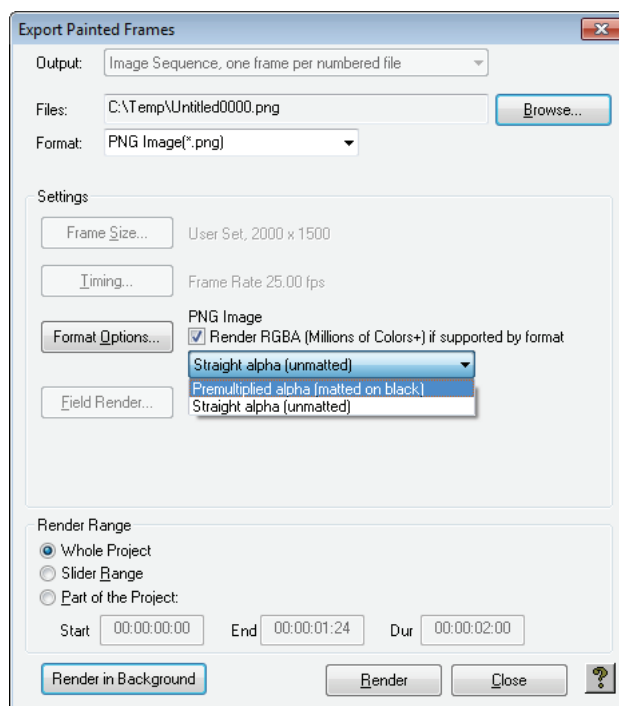 Export Painted Frames
Output: Image Sequence, one frame per numbered file
Files: C:\Temp\Untitled0000.png Browse...
Format: PNG Image(*.png)
Settings
Frame Size... User Set, 2000 x 1500
Timing... Frame Rate 25.00 fps
PNG Image
Format Options... Render RGBA (Millions of Colors+) if supported by format
Straight alpha (unmatted)
Premultiplied alpha (matted on black)
Field Render... Straight alpha (unmatted)
Render Range
Whole Project
Slider Range
Part of the Project:
Start 00:00:00:00 End 00:00:01:24 Dur 00:00:02:00
Render in Background Render Close ?